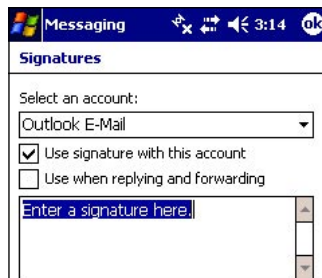 Messaging 3:14 ok
Signatures
Select an account:
Outlook E-Mail
Use signature with this account
Use when replying and forwarding
Enter a signature here.